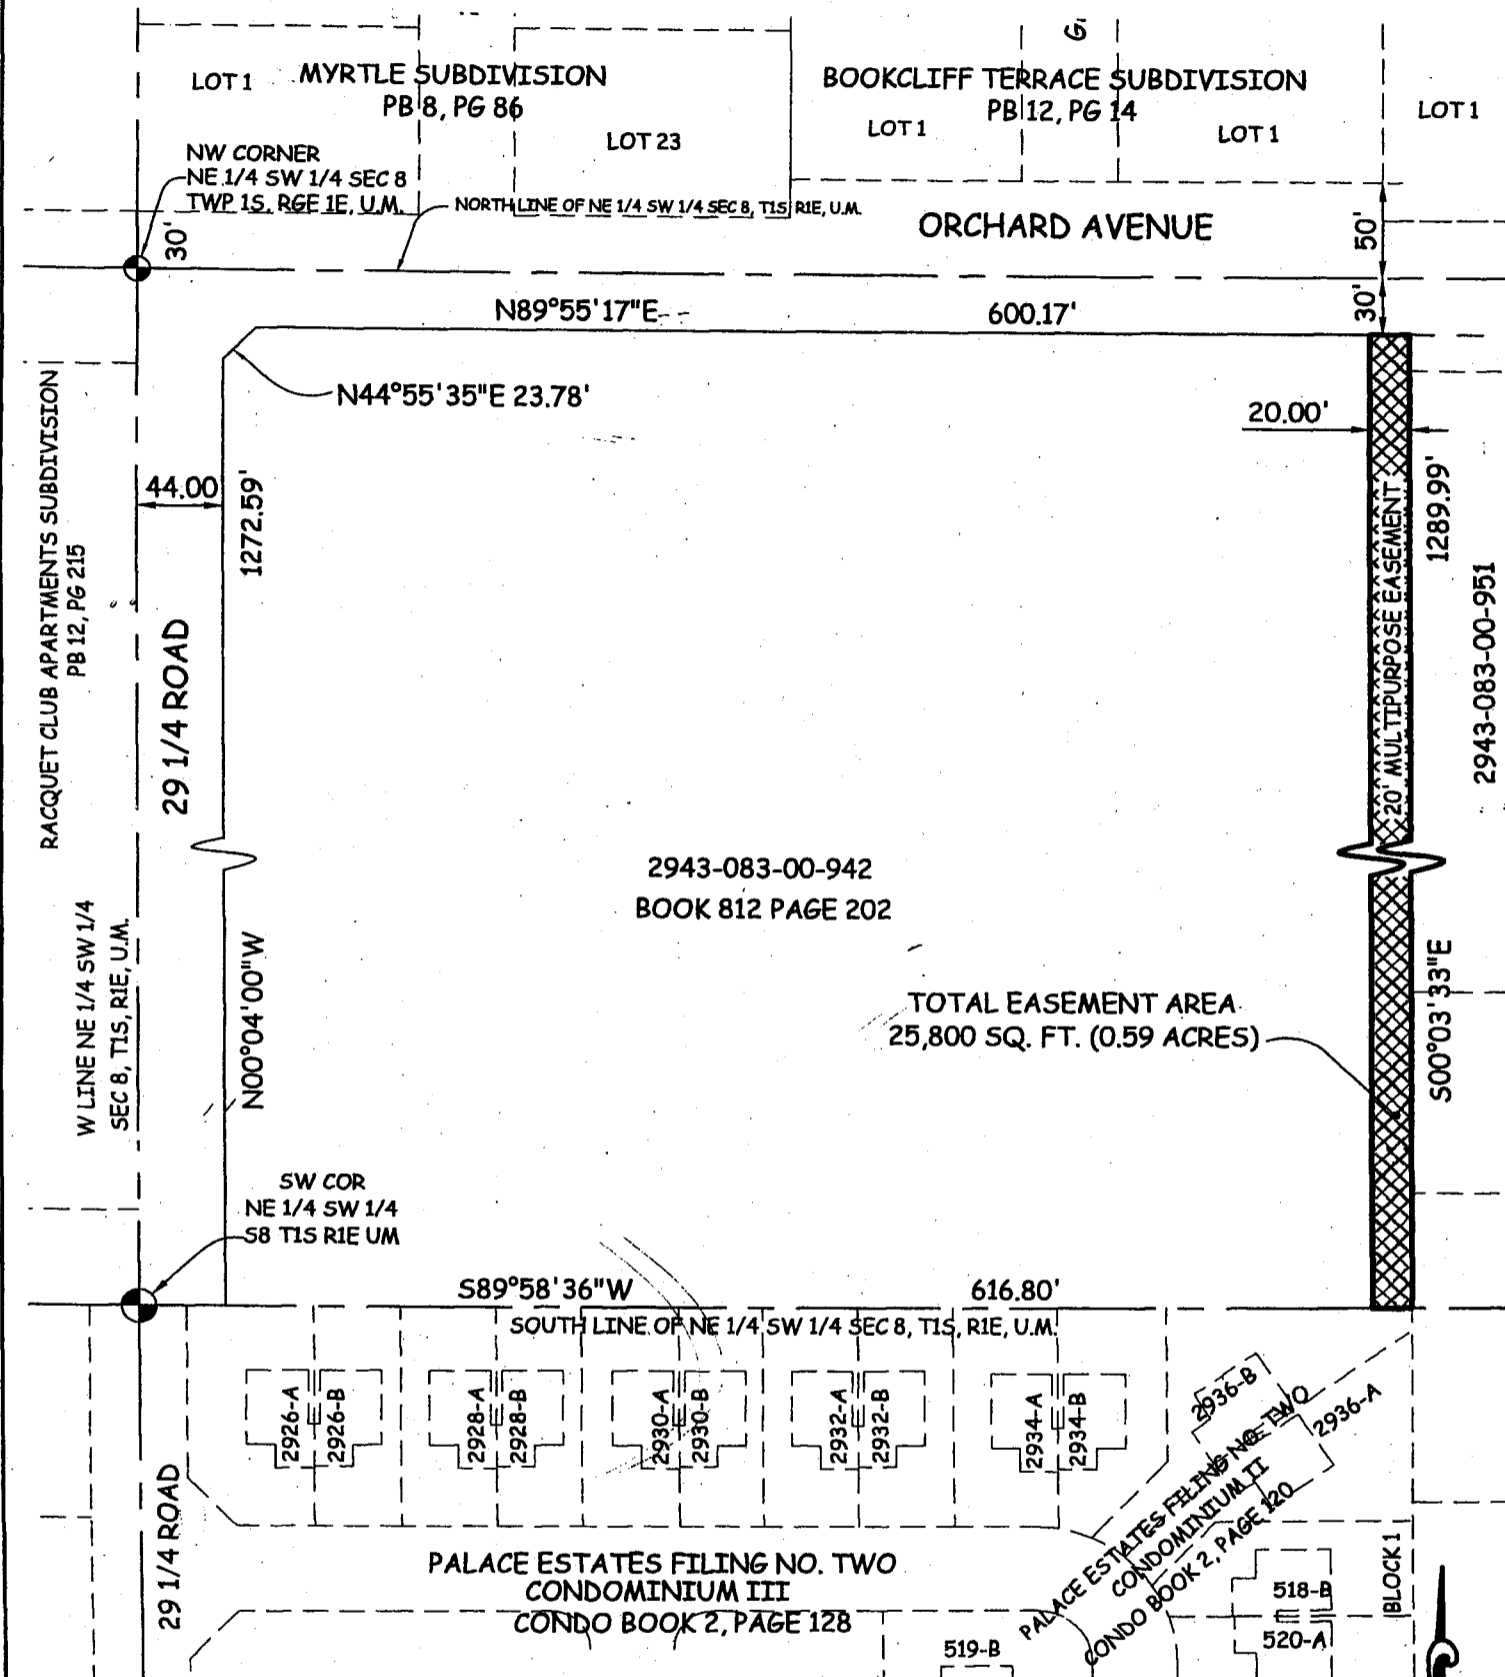 G
LOT 1
MYRTLE SUBDIVISION
PB 8, PG 86
LOT 23
BOOKCLIFF TERRACE SUBDIVISION
PB 12, PG 14
LOT 1
LOT 1
LOT 1
NW CORNER
NE 1/4 SW 1/4 SEC 8
TWP 1S, RGE 1E, U.M.
NORTH LINE OF NE 1/4 SW 1/4 SEC 8, T1S R1E, U.M.
ORCHARD AVENUE
30'
50'
30'
N89°55'17"E
600.17'
N44°55'35"E 23.78'
20.00'
44.00
1272.59'
RACQUET CLUB APARTMENTS SUBDIVISION
PB 12, PG 215
29 1/4 ROAD
20' MULTIPURPOSE EASEMENT
1289.99'
2943-083-00-951
2943-083-00-942
BOOK 812 PAGE 202
W LINE NE 1/4 SW 1/4
SEC 8, T1S, R1E, U.M.
N00°04'00"W
TOTAL EASEMENT AREA
25,800 SQ. FT. (0.59 ACRES)
S00°03'33"E
SW COR
NE 1/4 SW 1/4
S8 T1S R1E UM
S89°58'36"W
616.80'
SOUTH LINE OF NE 1/4 SW 1/4 SEC 8, T1S, R1E, U.M.
2926-A
2926-B
2928-A
2928-B
2930-A
2930-B
2932-A
2932-B
2934-A
2934-B
2936-B
2936-A
29 1/4 ROAD
PALACE ESTATES FILING NO. TWO
CONDOMINIUM III
CONDO BOOK 2, PAGE 128
PALACE ESTATES FILING NO. TWO
CONDOMINIUM II
CONDO BOOK 2, PAGE 120
BLOCK 1
518-B
520-A
519-B